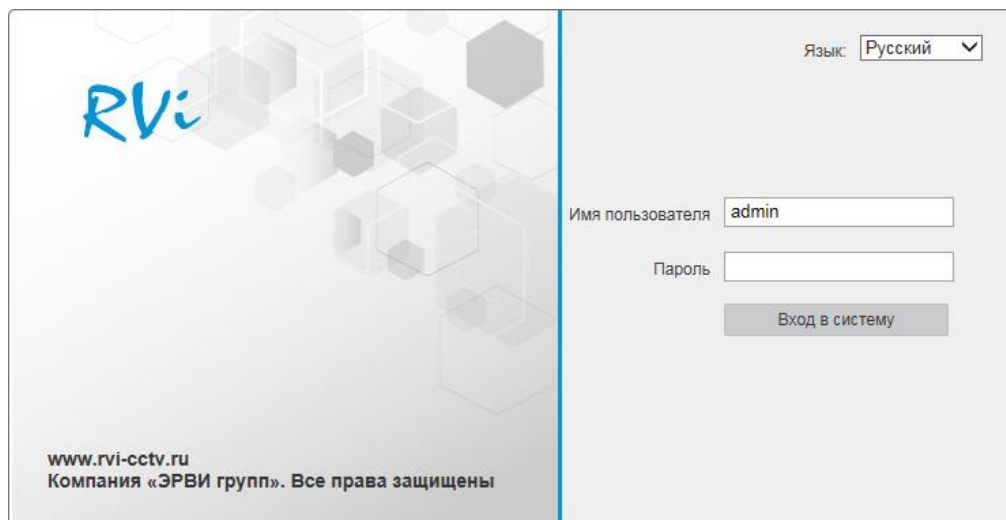 RVi
www.rvi-cctv.ru
Компания «ЭРВИ групп». Все права защищены
Язык: Русский
Имя пользователя admin
Пароль
Вход в систему